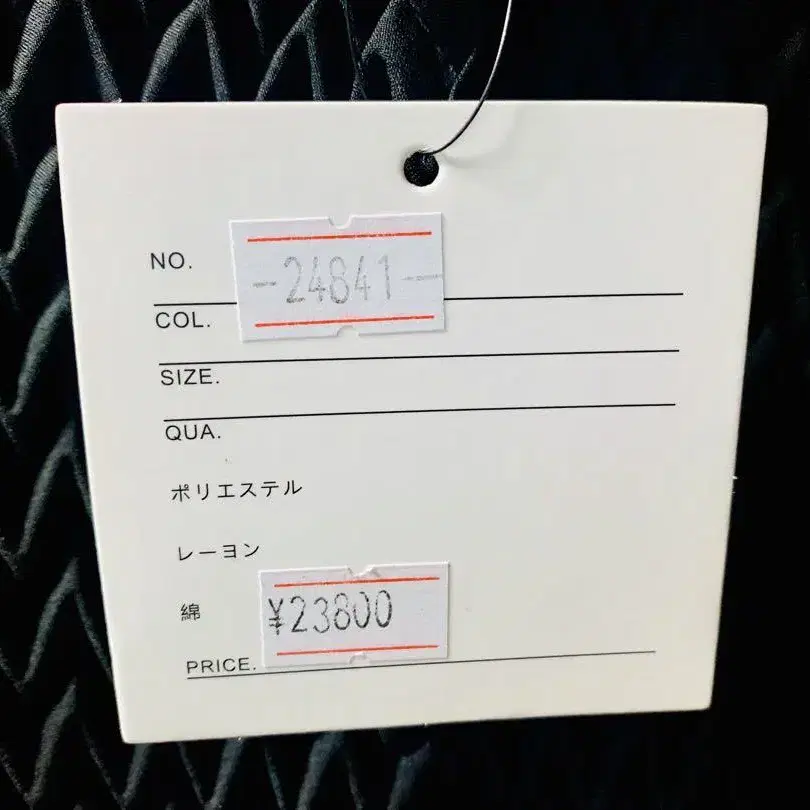 NO. -24841-
COL.
SIZE.
QUA.
ポリエステル
レーヨン
綿
¥23800
PRICE.